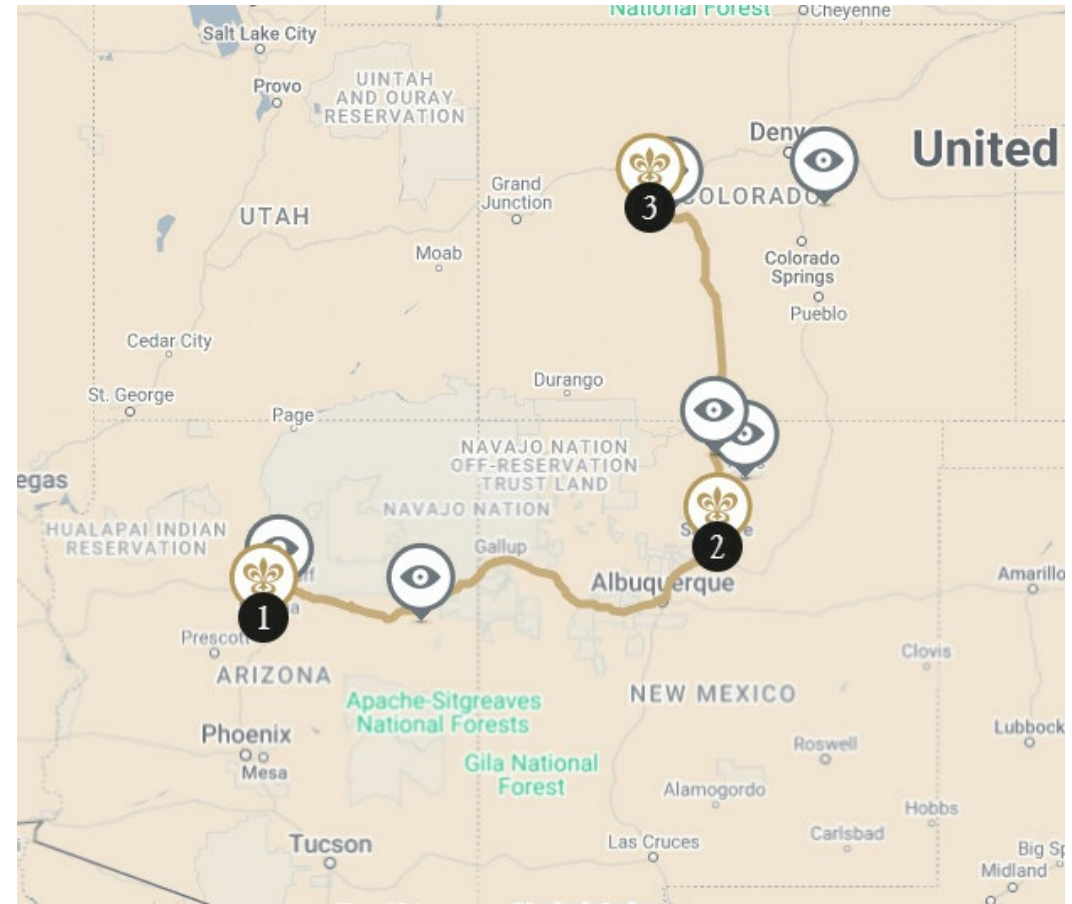 National Forest
Cheyenne
Salt Lake City
Provo
UINTAH
AND OURAY
RESERVATION
Denv
United
Grand
Junction
3
COLORADO
UTAH
Moab
Colorado
Springs
Pueblo
Cedar City
Durango
St. George
Page
NAVAJO NATION
OFF-RESERVATION
TRUST LAND
egas
NAVAJO NATION
HUALAPAI INDIAN
RESERVATION
Gallup
2
Albuquerque
Amarillo
1
Prescott
ARIZONA
Clovis
Apache-Sitgreaves
National Forests
NEW MEXICO
Phoenix
Mesa
Lubbock
Roswell
Gila National
Forest
Alamogordo
Hobbs
Tucson
Las Cruces
Carlsbad
Big Sp
Midland